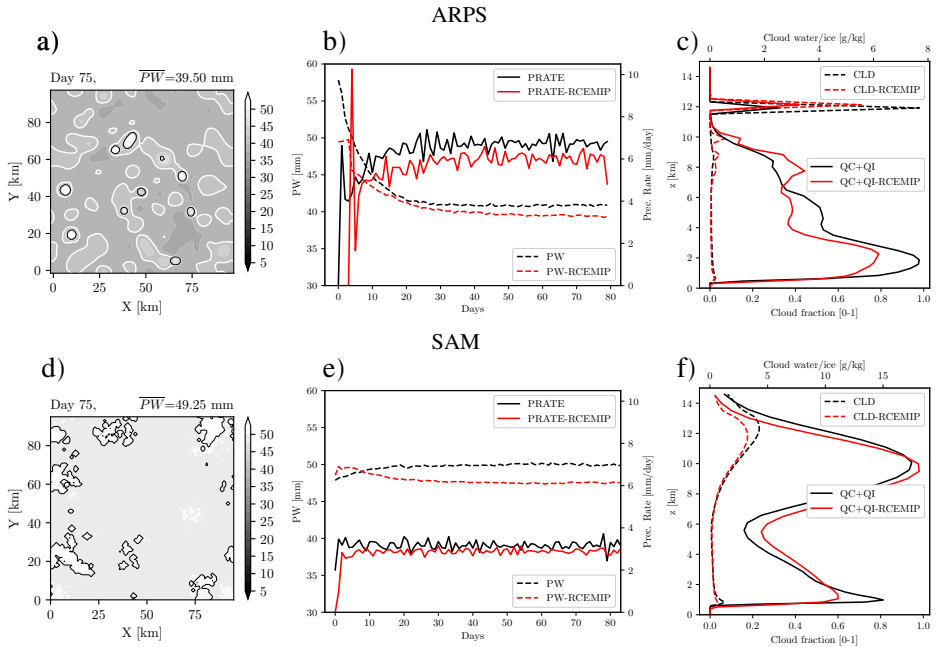 ARPS
a)
b)
c)
Day 75, PW=39.50 mm
Y [km]
80
60
40
20
0
0 25 50 75
X [km]
50
45
40
35
30
25
20
15
10
5
PRATE
PRATE-RCEMIP
PW
PW-RCEMIP
PW [mm]
60
55
50
45
40
35
30
0 10 20 30 40 50 60 70 80
Days
10
8
6
4
2
0
Prec. Rate [mm/day]
Cloud water/ice [g/kg]
0 2 4 6
CLD
CLD-RCEMIP
QC+QI
QC+QI-RCEMIP
z [km]
14
12
10
8
6
4
2
0
0.0 0.2 0.4 0.6 0.8 1.0
Cloud fraction [0-1]
SAM
d)
e)
f)
Day 75, PW=49.25 mm
Y [km]
80
60
40
20
0
0 25 50 75
X [km]
50
45
40
35
30
25
20
15
10
5
PRATE
PRATE-RCEMIP
PW
PW-RCEMIP
PW [mm]
60
55
50
45
40
35
30
0 10 20 30 40 50 60 70 80
Days
10
8
6
4
2
0
Prec. Rate [mm/day]
Cloud water/ice [g/kg]
0 5 10 15
CLD
CLD-RCEMIP
QC+QI
QC+QI-RCEMIP
z [km]
14
12
10
8
6
4
2
0
0.0 0.2 0.4 0.6 0.8 1.0
Cloud fraction [0-1]